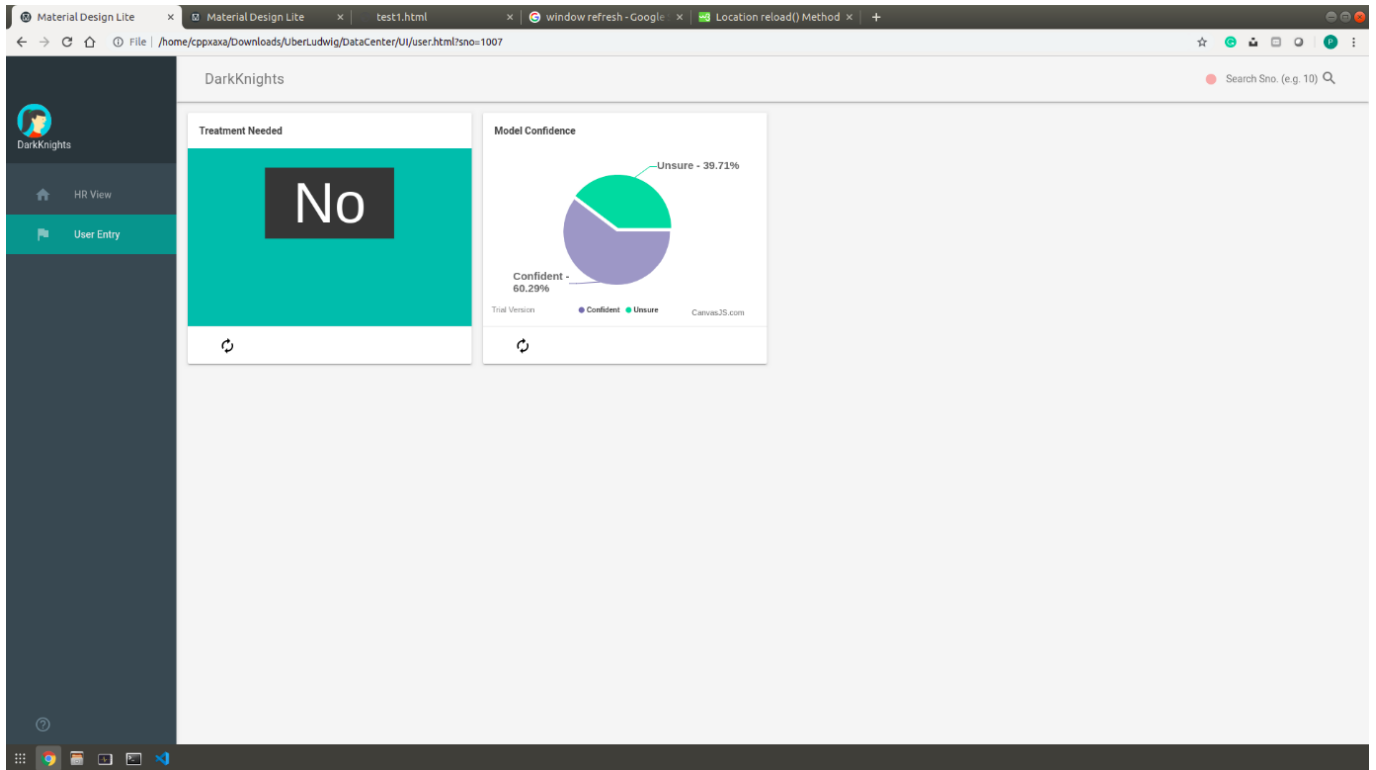 Material Design Lite
Material Design Lite
test1.html
window refresh - Google
Location reload() Method
File | /home/cppxaxa/Downloads/UberLudwig/DataCenter/UI/user.html?sno=1007
P
DarkKnights
Search Sno. (e.g. 10)
DarkKnights
HR View
User Entry
Treatment Needed
No
Model Confidence
Unsure - 39.71%
Confident -
60.29%
Trial Version
Confident Unsure
CanvasJS.com